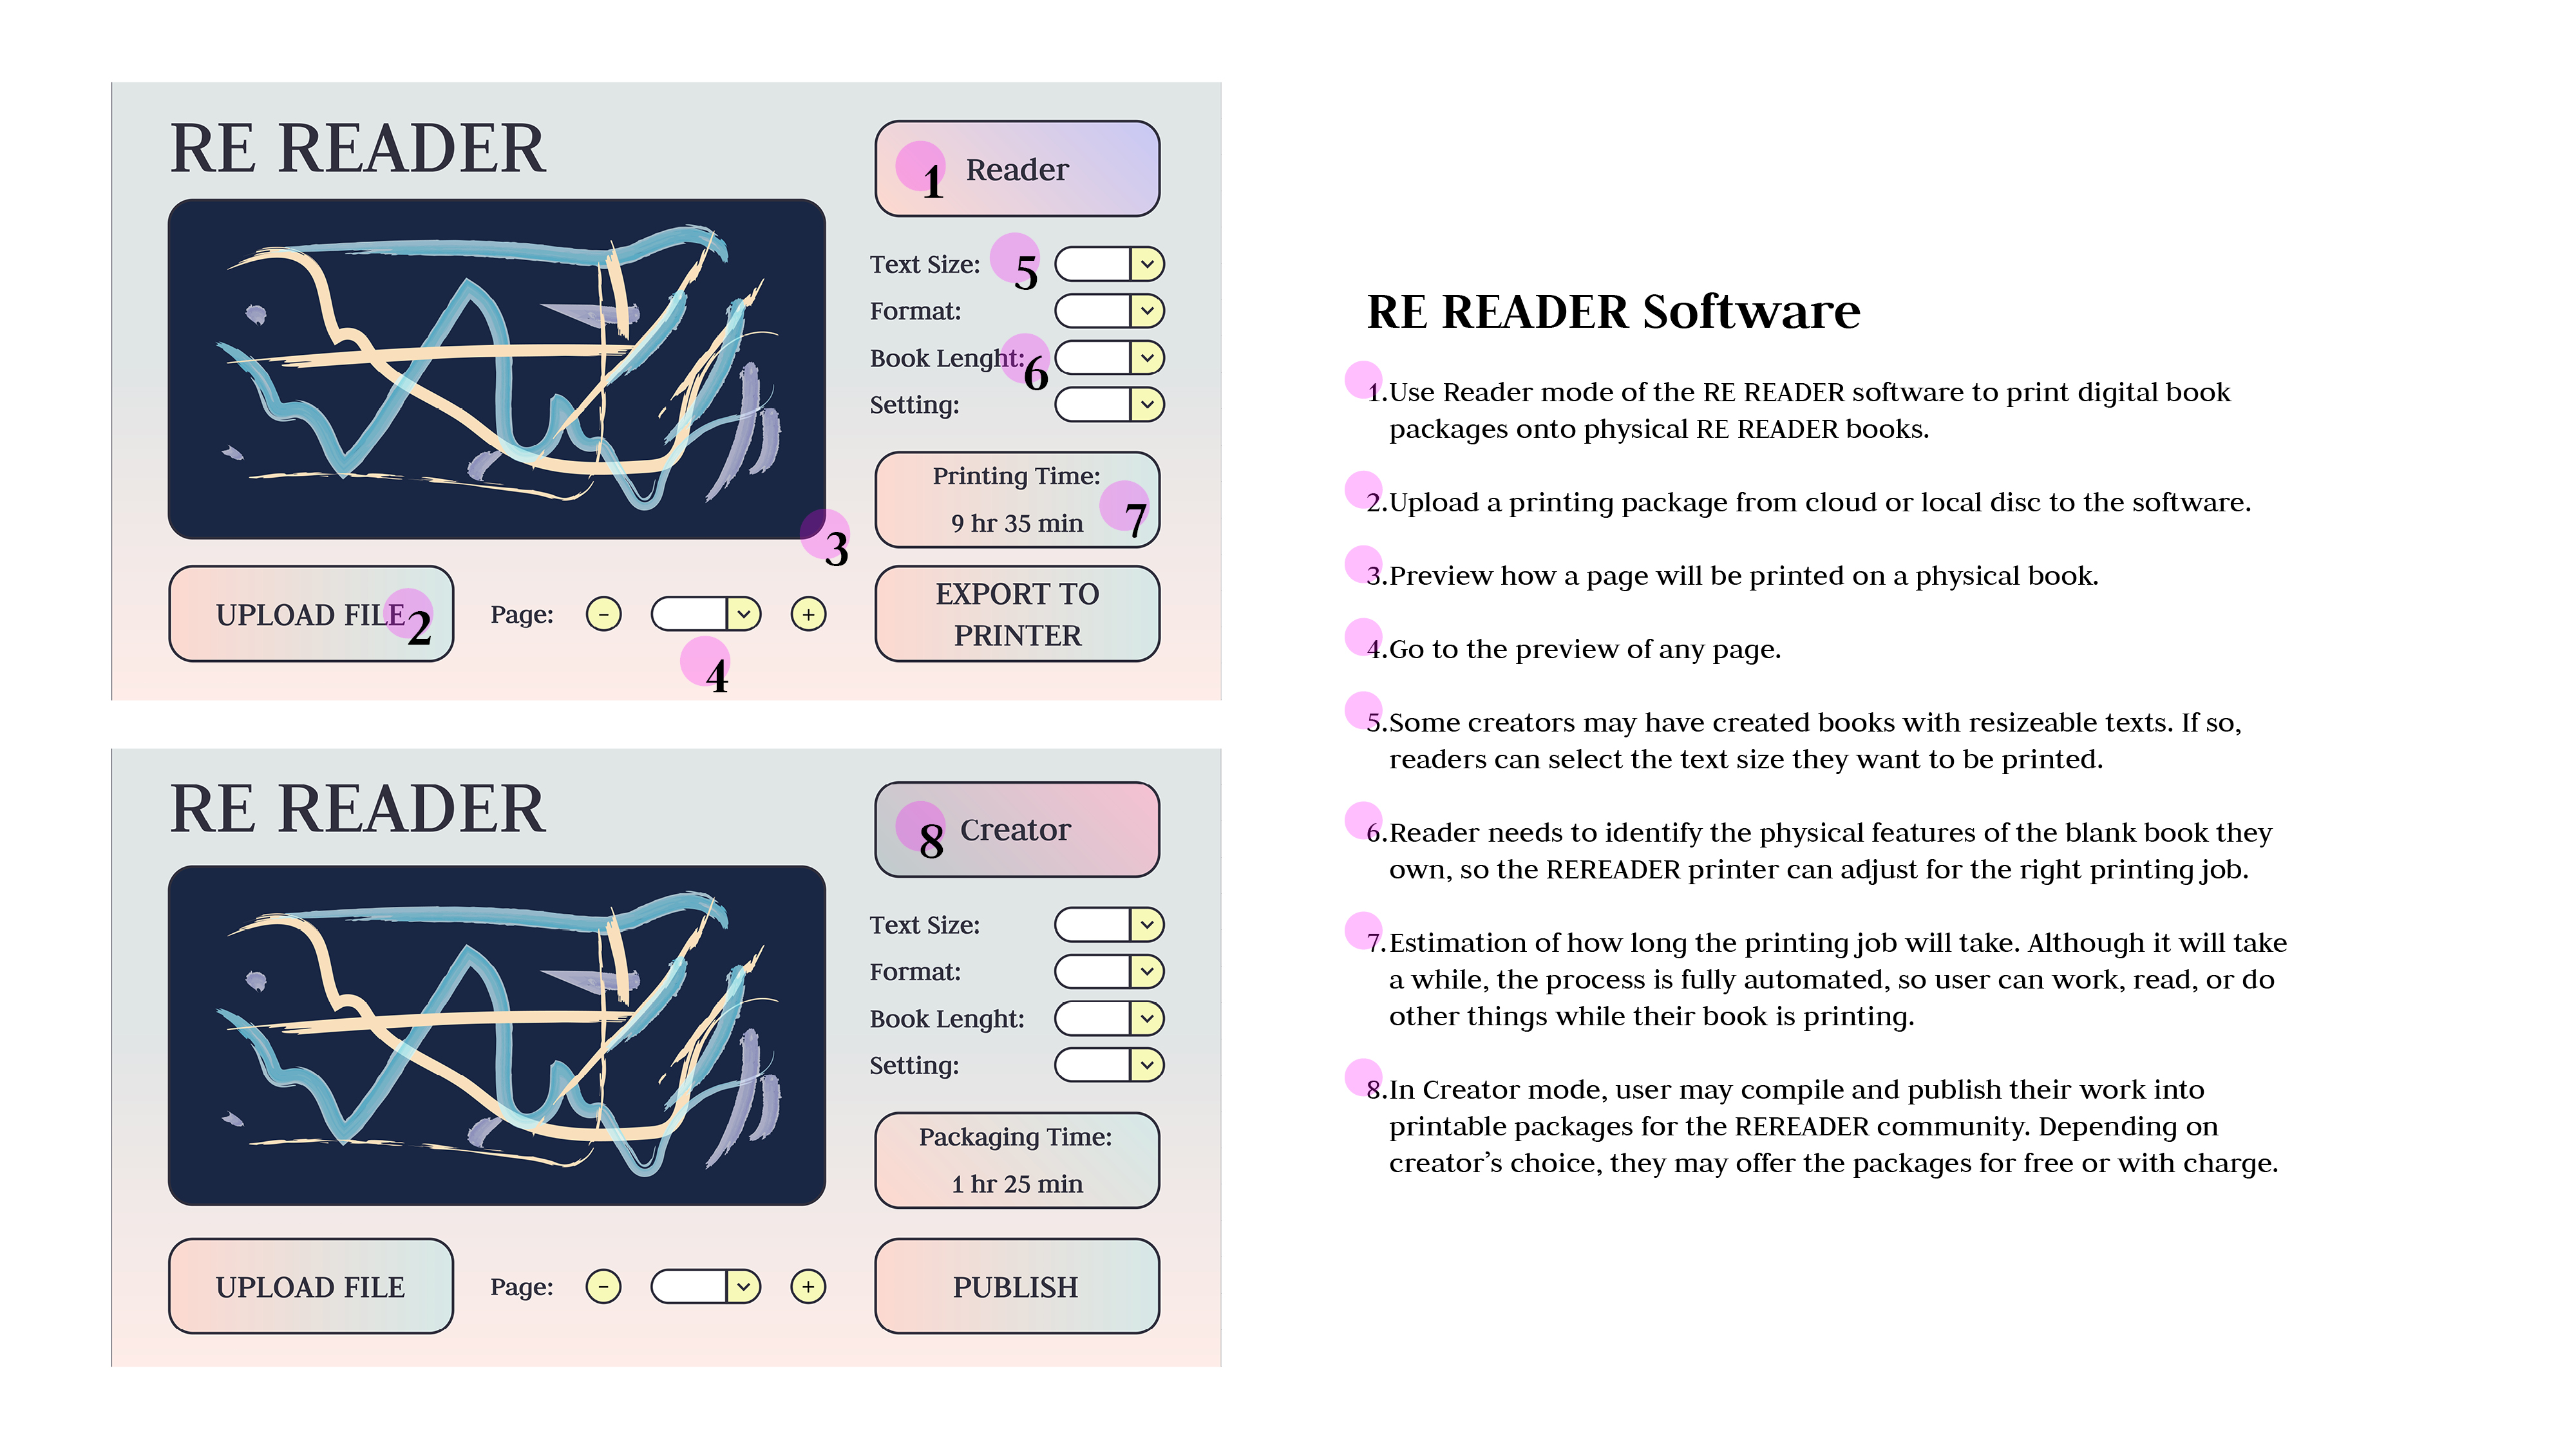 RE READER
1 Reader
Text Size: 5
Format:
Book Lenght: 6
Setting:
Printing Time:
9 hr 35 min 7
3
UPLOAD FILE 2
Page: - +
4
EXPORT TO
PRINTER
RE READER
8 Creator
Text Size:
Format:
Book Lenght:
Setting:
Packaging Time:
1 hr 25 min
UPLOAD FILE
Page: - +
PUBLISH
RE READER Software
1.Use Reader mode of the RE READER software to print digital book
packages onto physical RE READER books.
2.Upload a printing package from cloud or local disc to the software.
3.Preview how a page will be printed on a physical book.
4.Go to the preview of any page.
5.Some creators may have created books with resizeable texts. If so,
readers can select the text size they want to be printed.
6.Reader needs to identify the physical features of the blank book they
own, so the REREADER printer can adjust for the right printing job.
7.Estimation of how long the printing job will take. Although it will take
a while, the process is fully automated, so user can work, read, or do
other things while their book is printing.
8.In Creator mode, user may compile and publish their work into
printable packages for the REREADER community. Depending on
creator’s choice, they may offer the packages for free or with charge.